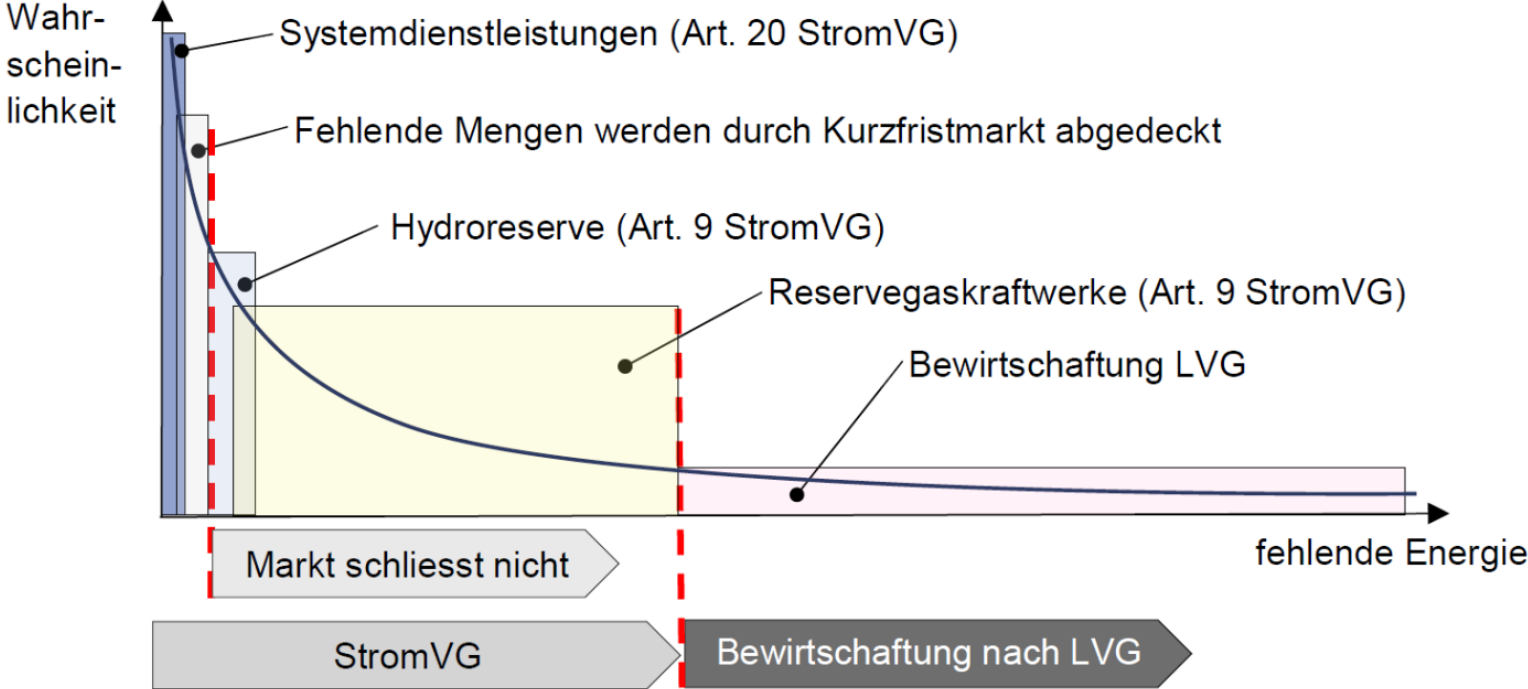 Wahr-
schein-
lichkeit
Systemdienstleistungen (Art. 20 StromVG)
Fehlende Mengen werden durch Kurzfristmarkt abgedeckt
Hydroreserve (Art. 9 StromVG)
Reservegaskraftwerke (Art. 9 StromVG)
Bewirtschaftung LVG
fehlende Energie
Markt schliesst nicht
StromVG
Bewirtschaftung nach LVG